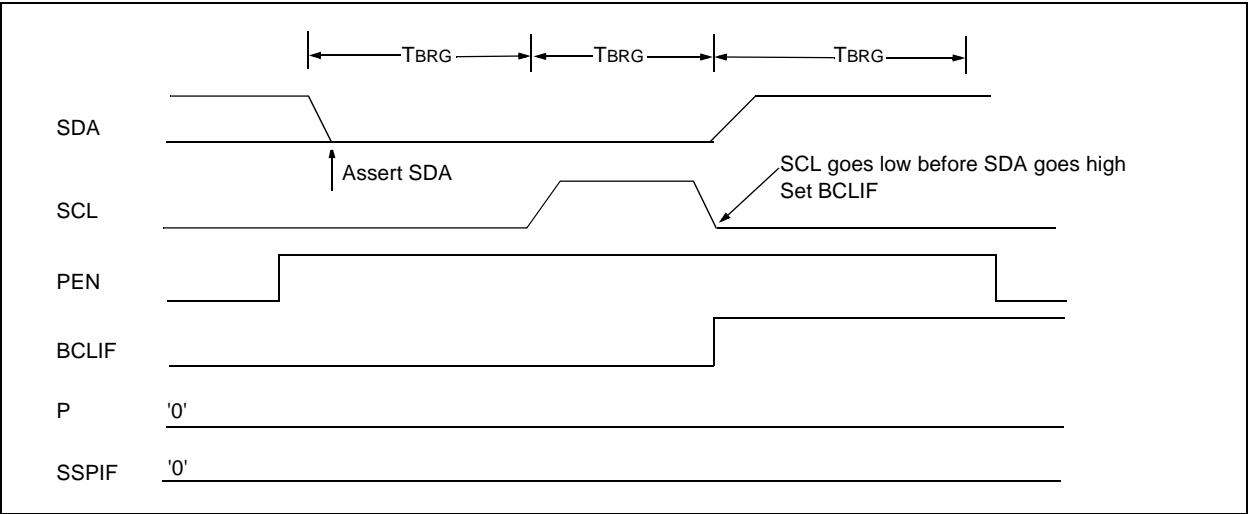 TBRG TBRG TBRG
SDA
Assert SDA
SCL goes low before SDA goes high
Set BCLIF
SCL
PEN
BCLIF
P '0'
SSPIF '0'